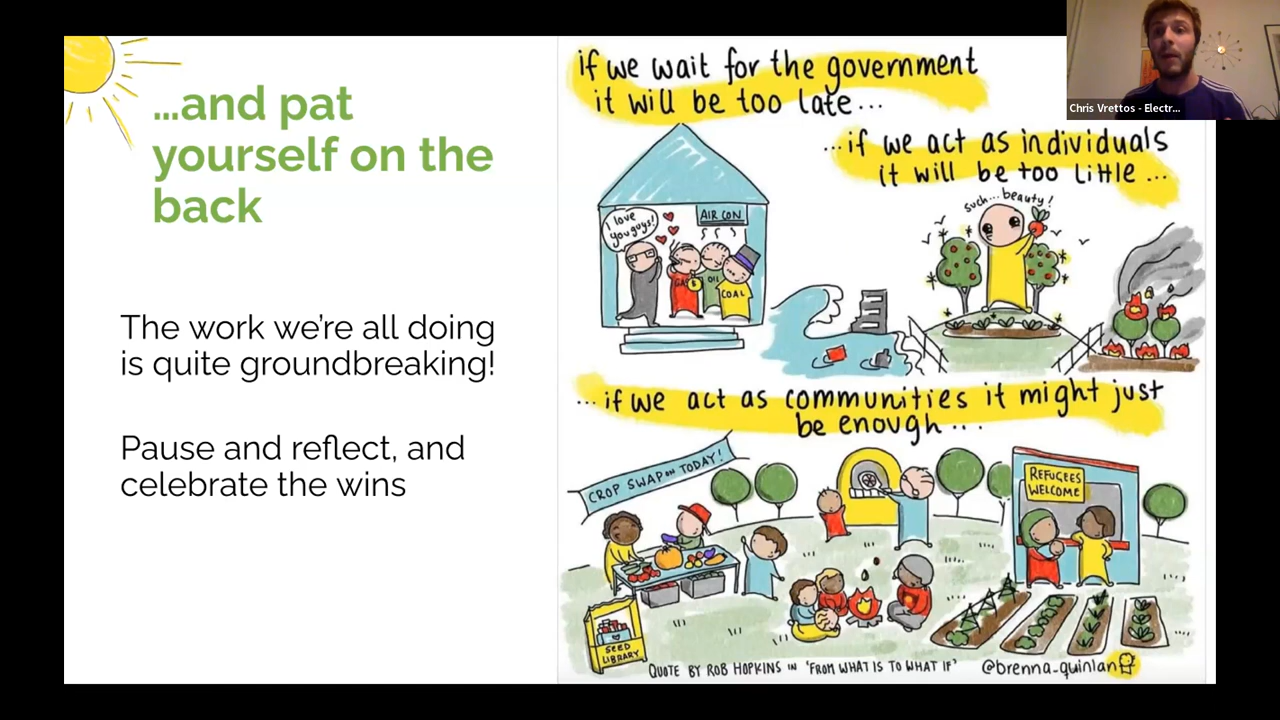 ...and pat
yourself on the
back
The work we're all doing
is quite groundbreaking!
Pause and reflect, and
celebrate the wins
if we wait for the government
it will be too late...
...if we act as individuals
it will be too little...
I love
you guys!
AIR CON
GAS
OIL
COAL
such... beauty!
...if we act as communities it might just
be enough...
CROP SWAP ON TODAY!
REFUGEES
WELCOME
SEED
LIBRARY
QUOTE BY ROB HOPKINS IN 'FROM WHAT IS TO WHAT IF'
@brenna_quinlan
Chris Vrettos - Electr...